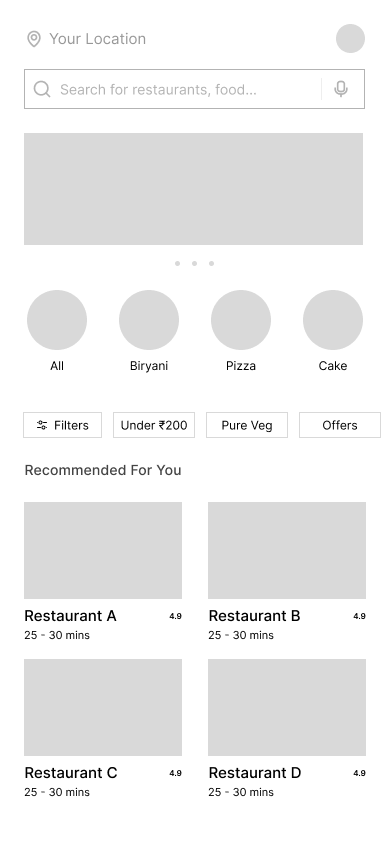 Your Location
Search for restaurants, food...
All Biryani Pizza Cake
Filters Under ₹200 Pure Veg Offers
Recommended For You
Restaurant A 4.9 Restaurant B 4.9
25 - 30 mins 25 - 30 mins
Restaurant C 4.9 Restaurant D 4.9
25 - 30 mins 25 - 30 mins